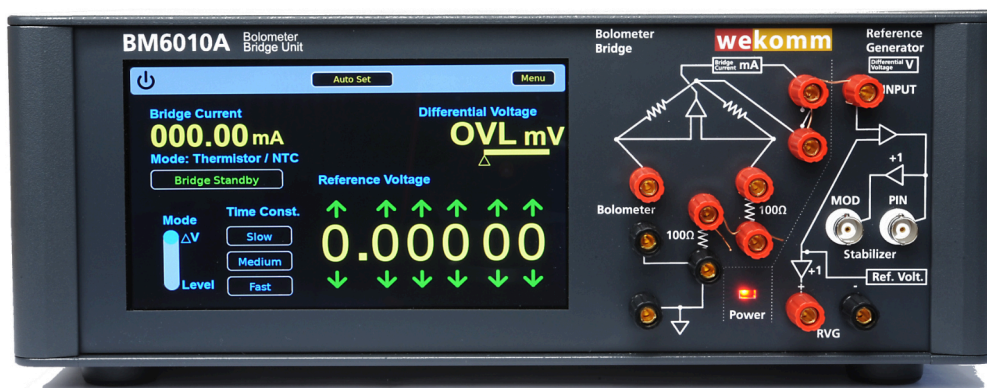 BM6010A Bolometer
Bridge Unit
Auto Set
Menu
Bridge Current
000.00 mA
Mode: Thermistor / NTC
Bridge Standby
Differential Voltage
OVL mV
Reference Voltage
0.00000
Mode
△V
Level
Time Const.
Slow
Medium
Fast
Bolometer
Bridge
wekomm
Reference
Generator
Bridge
Current mA
Differential
Voltage V
INPUT
+1
Bolometer
100Ω
100Ω
MOD
PIN
Stabilizer
+1
Ref. Volt.
Power
+
-
RVG